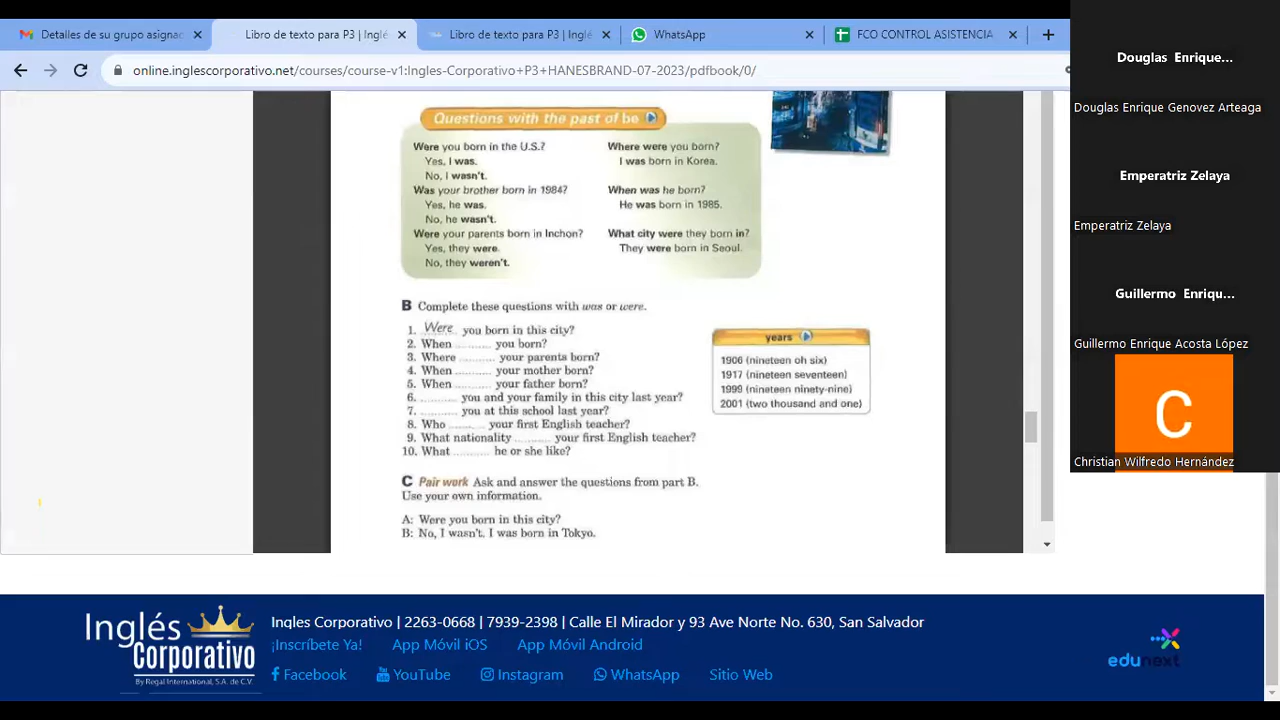 Detalles de su grupo asignac
Libro de texto para P3 | Inglé
Libro de texto para P3 | Inglé
WhatsApp
FCO CONTROL ASISTENCIA
online.inglescorporativo.net/courses/course-v1:Ingles-Corporativo+P3+HANESBRAND-07-2023/pdfbook/0/
Questions with the past of be
Were you born in the U.S.?
Yes, I was.
No, I wasn't.
Was your brother born in 1984?
Yes, he was.
No, he wasn't.
Were your parents born in Inchon?
Yes, they were.
No, they weren't.
Where were you born?
I was born in Korea.
When was he born?
He was born in 1985.
What city were they born in?
They were born in Seoul.
B Complete these questions with was or were.
1. Were you born in this city?
2. When ......... you born?
3. Where ......... your parents born?
4. When ......... your mother born?
5. When ......... your father born?
6. ......... you and your family in this city last year?
7. ......... you at this school last year?
8. Who ......... your first English teacher?
9. What nationality ......... your first English teacher?
10. What ......... he or she like?
years
1906 (nineteen oh six)
1917 (nineteen seventeen)
1999 (nineteen ninety-nine)
2001 (two thousand and one)
C Pair work Ask and answer the questions from part B.
Use your own information.
A: Were you born in this city?
B: No, I wasn't. I was born in Tokyo.
Douglas Enrique...
Douglas Enrique Genovez Arteaga
Emperatriz Zelaya
Emperatriz Zelaya
Guillermo Enriqu...
Guillermo Enrique Acosta López
C
Christian Wilfredo Hernández
Inglés
Corporativo
By Regal International, S.A. de C.V.
Ingles Corporativo | 2263-0668 | 7939-2398 | Calle El Mirador y 93 Ave Norte No. 630, San Salvador
¡Inscríbete Ya! App Móvil iOS App Móvil Android
Facebook YouTube Instagram WhatsApp Sitio Web
edunext